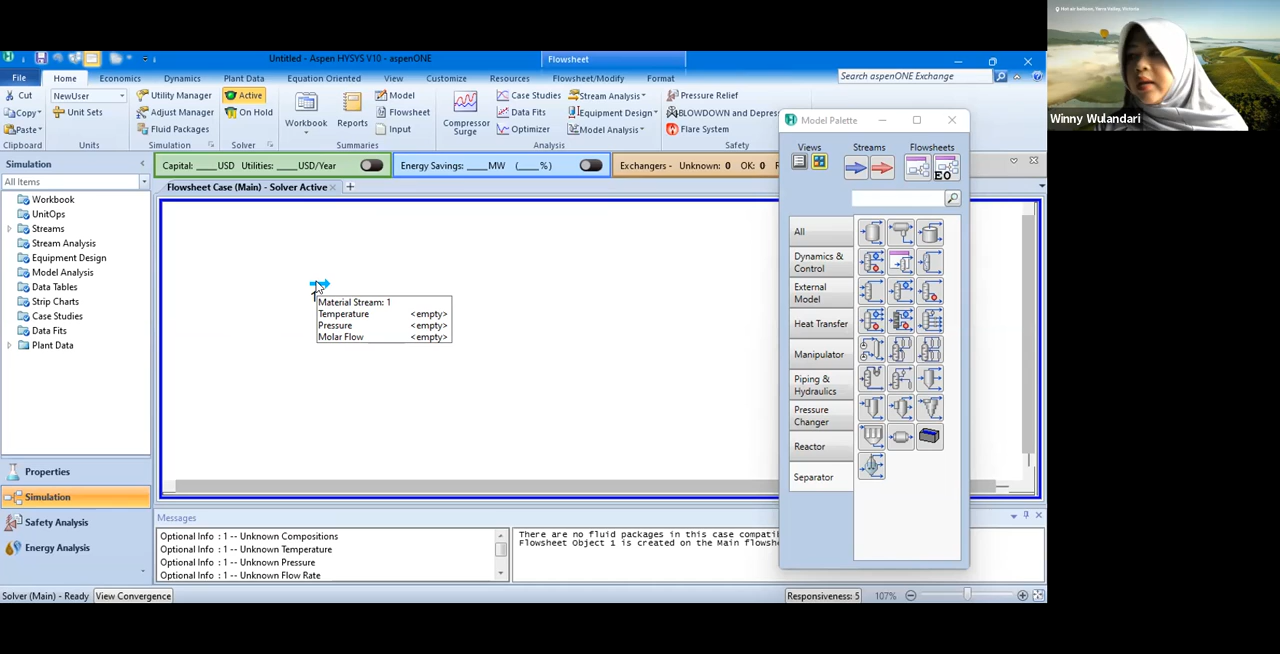 Hot air balloon, Yarra Valley, Victoria
Winny Wulandari
Untitled - Aspen HYSYS V10 - aspenONE
Flowsheet
File
Home
Economics
Dynamics
Plant Data
Equation Oriented
View
Customize
Resources
Flowsheet/Modify
Format
Search aspenONE Exchange
Cut
Copy
Paste
Clipboard
NewUser
Unit Sets
Units
Utility Manager
Adjust Manager
Fluid Packages
Simulation
Active
On Hold
Solver
Workbook
Reports
Model
Flowsheet
Input
Summaries
Compressor
Surge
Case Studies
Data Fits
Optimizer
Stream Analysis
Equipment Design
Model Analysis
Analysis
Pressure Relief
BLOWDOWN and Depress
Flare System
Safety
Simulation
All Items
Workbook
UnitOps
Streams
Stream Analysis
Equipment Design
Model Analysis
Data Tables
Strip Charts
Case Studies
Data Fits
Plant Data
Properties
Simulation
Safety Analysis
Energy Analysis
Capital: ____USD Utilities: ____USD/Year
Energy Savings: ____MW (____%)
Exchangers - Unknown: 0 OK: 0
Flowsheet Case (Main) - Solver Active
+
1
Material Stream: 1
Temperature <empty>
Pressure <empty>
Molar Flow <empty>
Model Palette
Views
Streams
Flowsheets
EO
All
Dynamics &
Control
External
Model
Heat Transfer
Manipulator
Piping &
Hydraulics
Pressure
Changer
Reactor
Separator
Messages
Optional Info : 1 -- Unknown Compositions
Optional Info : 1 -- Unknown Temperature
Optional Info : 1 -- Unknown Pressure
Optional Info : 1 -- Unknown Flow Rate
There are no fluid packages in this case compati
Flowsheet Object 1 is created on the Main flowshe
Solver (Main) - Ready
View Convergence
Responsiveness: 5
107%